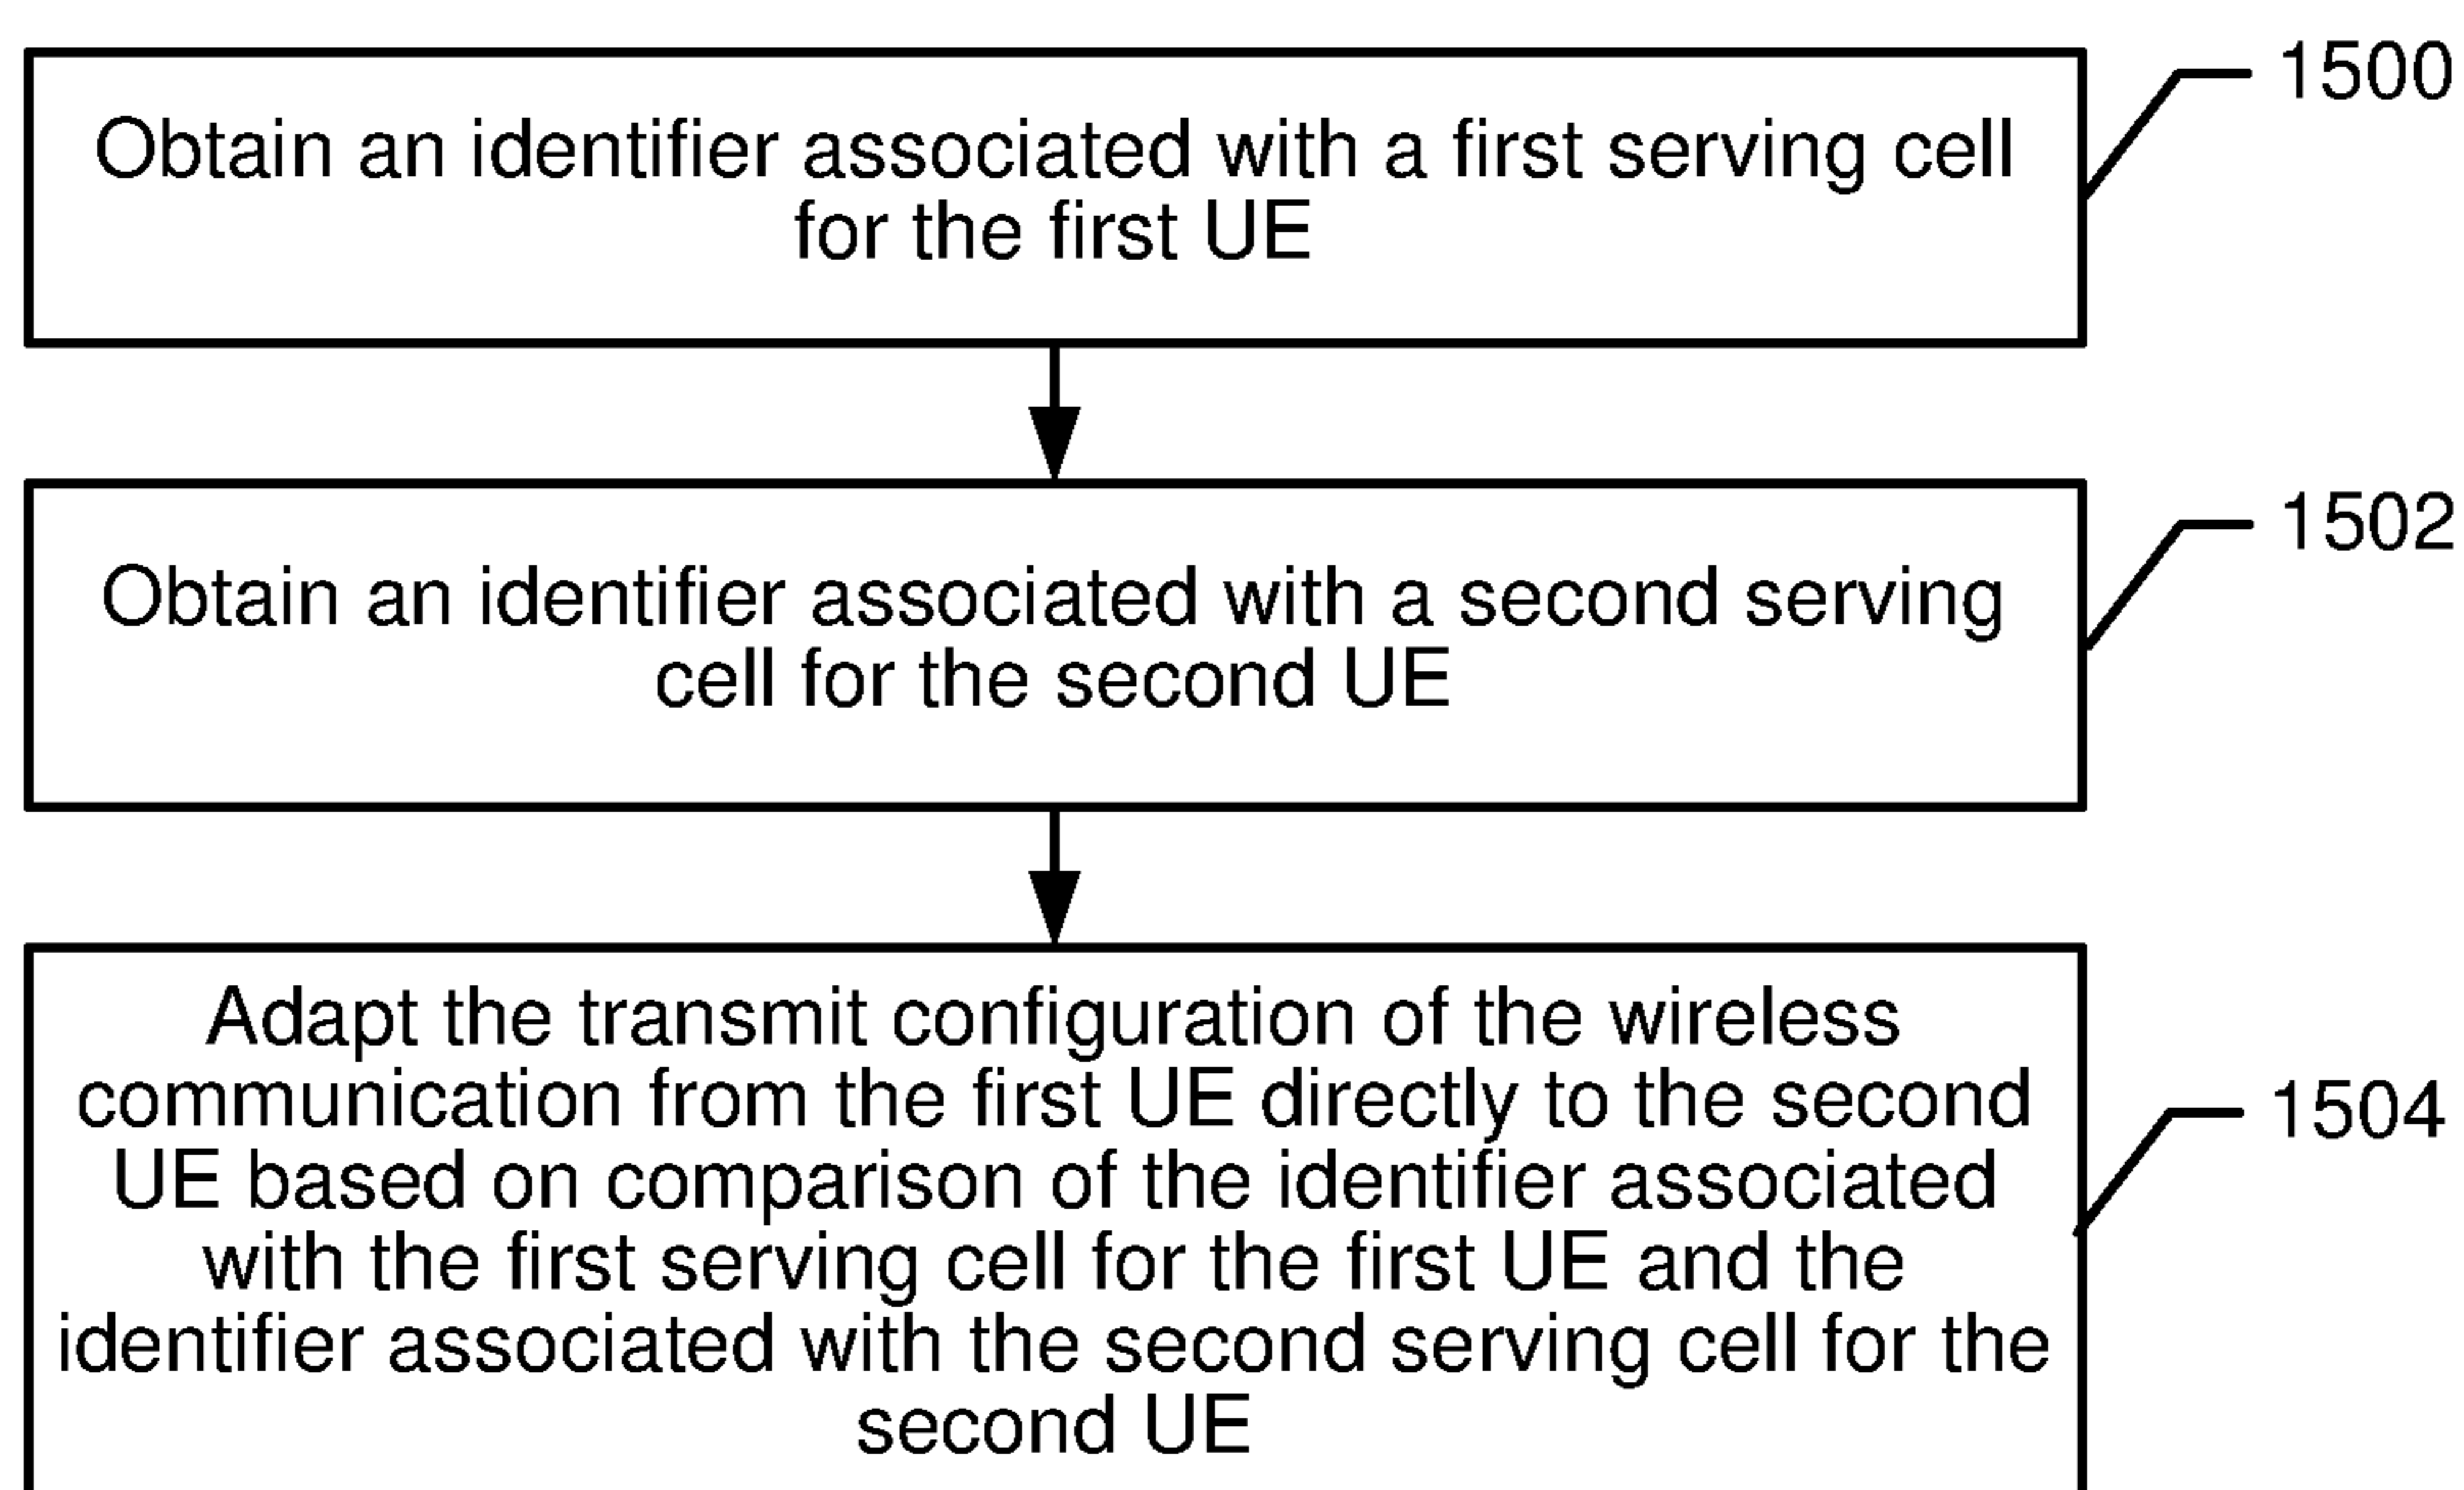 1500
Obtain an identifier associated with a first serving cell
for the first UE
1502
Obtain an identifier associated with a second serving
cell for the second UE
Adapt the transmit configuration of the wireless
communication from the first UE directly to the second
UE based on comparison of the identifier associated
with the first serving cell for the first UE and the
identifier associated with the second serving cell for the
second UE
1504